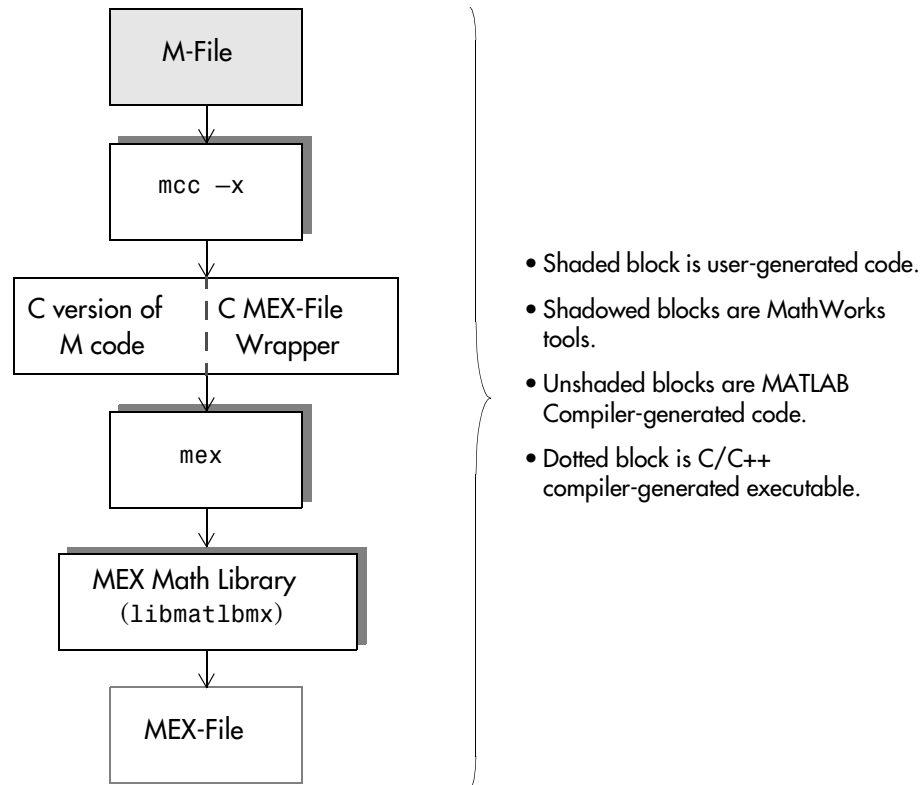 M-File
mcc –x
C version of
M code
C MEX-File
Wrapper
mex
MEX Math Library
(libmatlbmx)
MEX-File
• Shaded block is user-generated code.
• Shadowed blocks are MathWorks
tools.
• Unshaded blocks are MATLAB
Compiler-generated code.
• Dotted block is C/C++
compiler-generated executable.